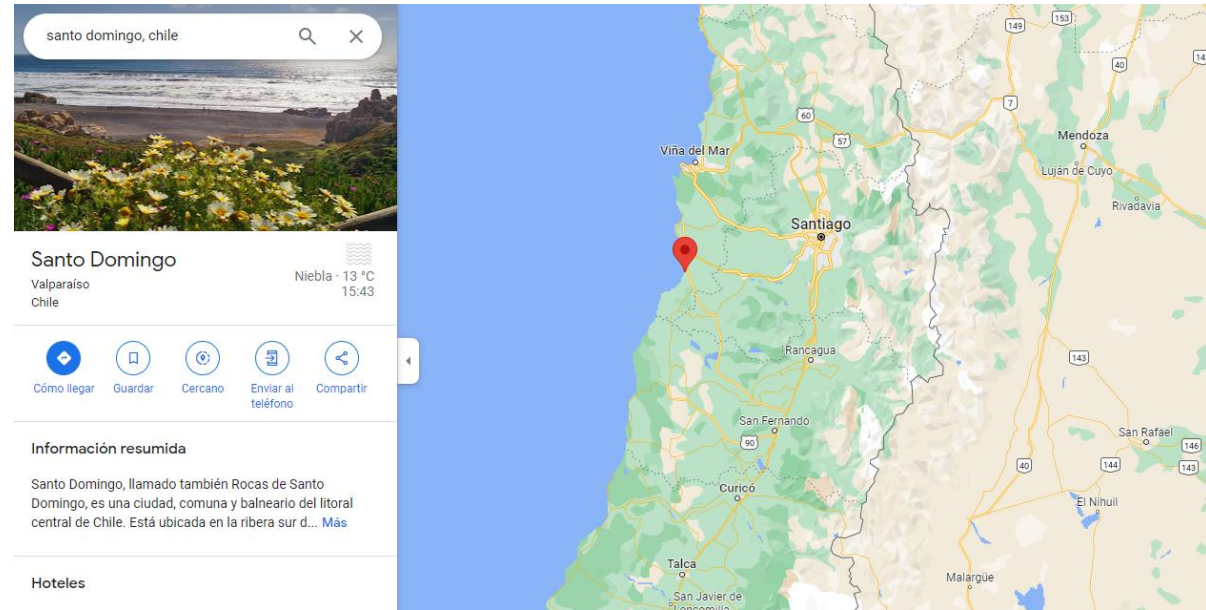 santo domingo, chile
Santo Domingo
Valparaíso
Chile
Niebla · 13 °C
15:43
Cómo llegar
Guardar
Cercano
Enviar al
teléfono
Compartir
Información resumida
Santo Domingo, llamado también Rocas de Santo
Domingo, es una ciudad, comuna y balneario del litoral
central de Chile. Está ubicada en la ribera sur d... Más
Hoteles
149
153
40
7
60
57
Mendoza
Viña del Mar
Luján de Cuyo
Rivadavia
Santiago
Rancagua
143
San Fernando
90
San Rafael
146
40
144
143
Curicó
El Nihuil
Talca
Malargüe
San Javier de
Loncomilla